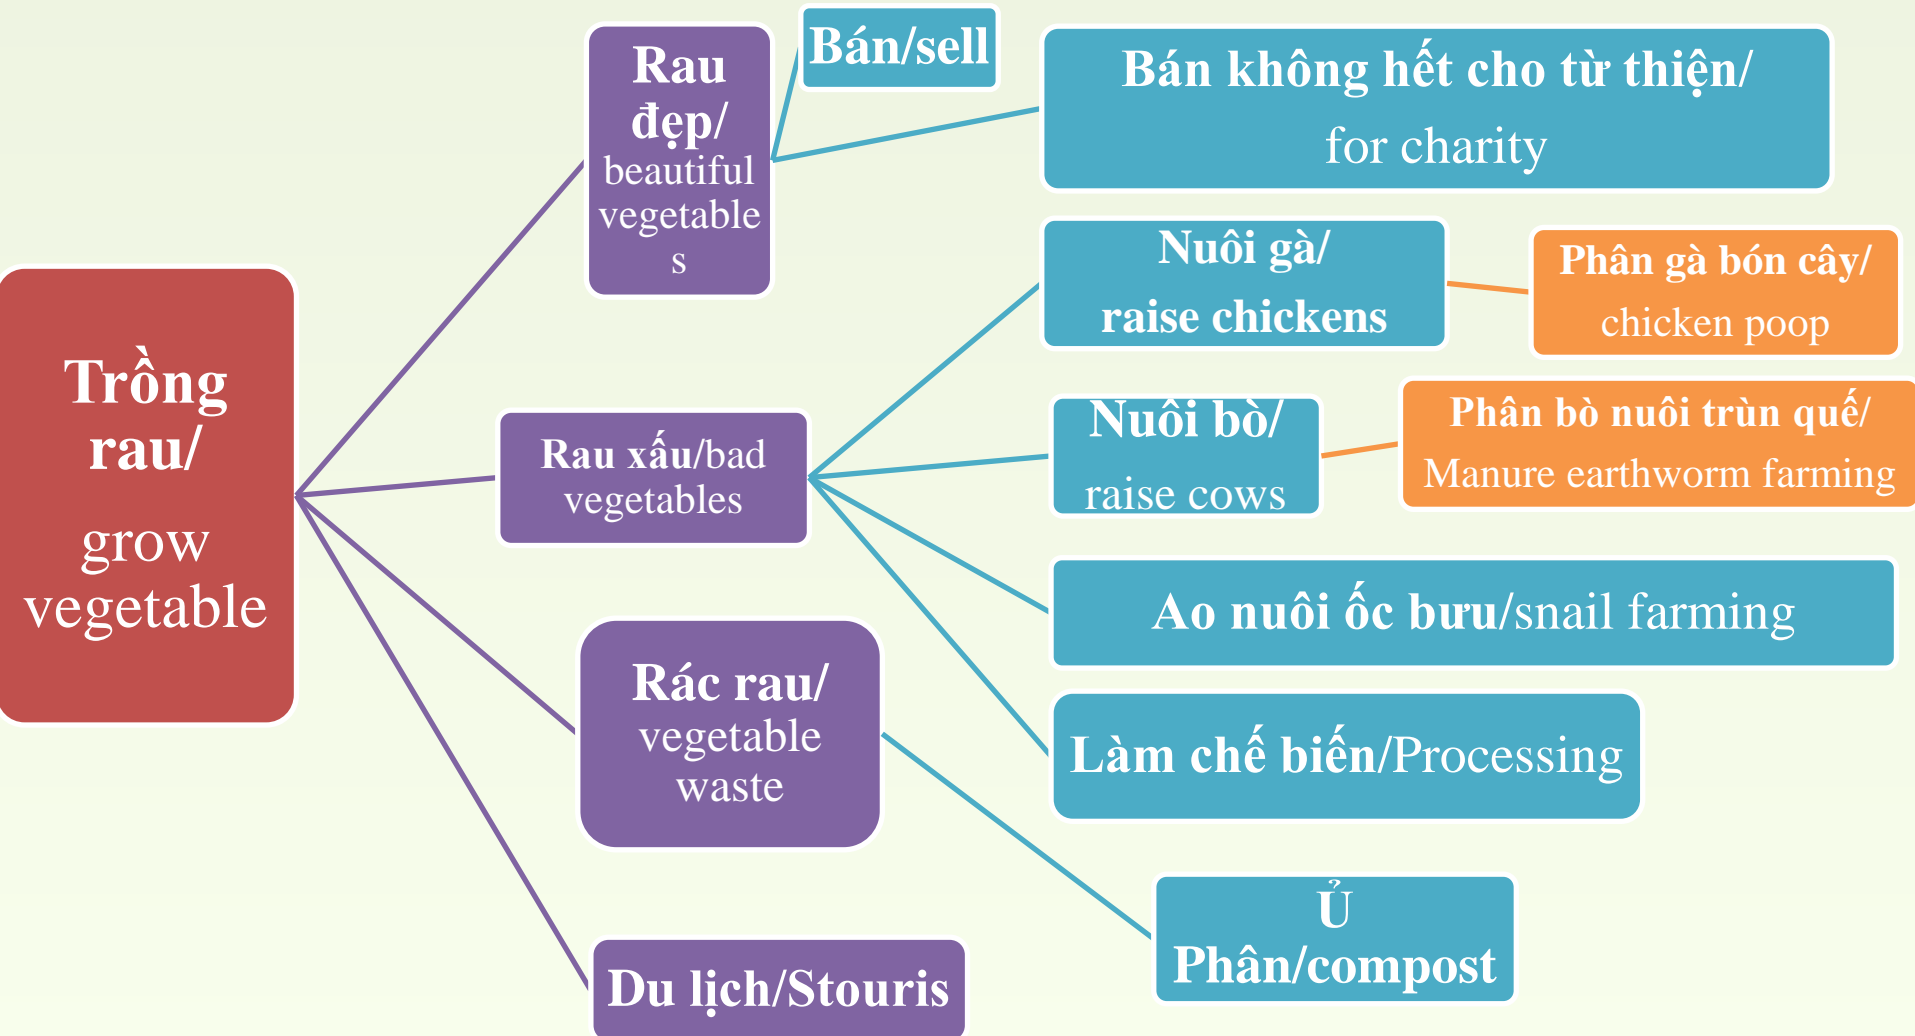 Trồng
rau/
grow
vegetable
Rau
đẹp/
beautiful
vegetable
s
Bán/sell
Bán không hết cho từ thiện/
for charity
Rau xấu/bad
vegetables
Nuôi gà/
raise chickens
Phân gà bón cây/
chicken poop
Nuôi bò/
raise cows
Phân bò nuôi trùn quế/
Manure earthworm farming
Ao nuôi ốc bưu/snail farming
Làm chế biến/Processing
Rác rau/
vegetable
waste
Ủ
Phân/compost
Du lịch/Stouris